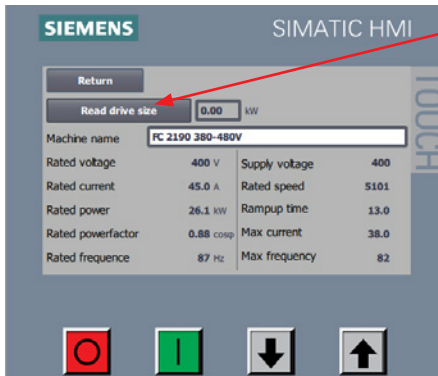 SIEMENS SIMATIC HMI
TOUCH
Return
Read drive size 0.00 kW
Machine name FC 2190 380-480V
Rated voltage 400 V Supply voltage 400
Rated current 45.0 A Rated speed 5101
Rated power 26.1 kW Rampup time 13.0
Rated powerfactor 0.88 cosφ Max current 38.0
Rated frequence 87 Hz Max frequency 82